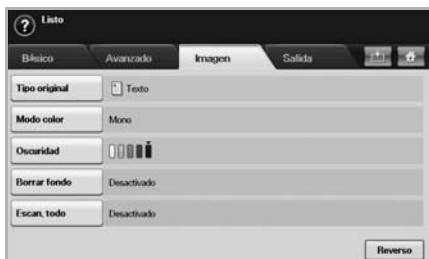 Listo
Básico Avanzado Imagen Salida
Tipo original Texto
Modo color Mono
Oscuridad
Borrar fondo Desactivado
Escan, todo Desactivado
Reverso